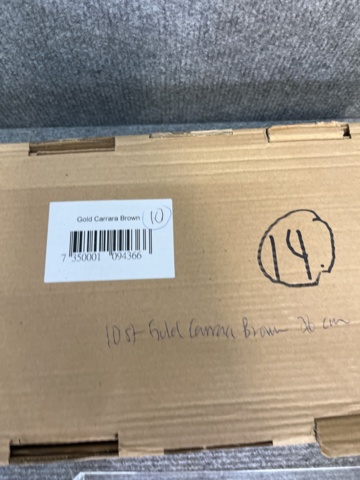 Gold Carrara Brown 10
7 350001 094366
14.
10 st Gold Carrara Brown 26 cm